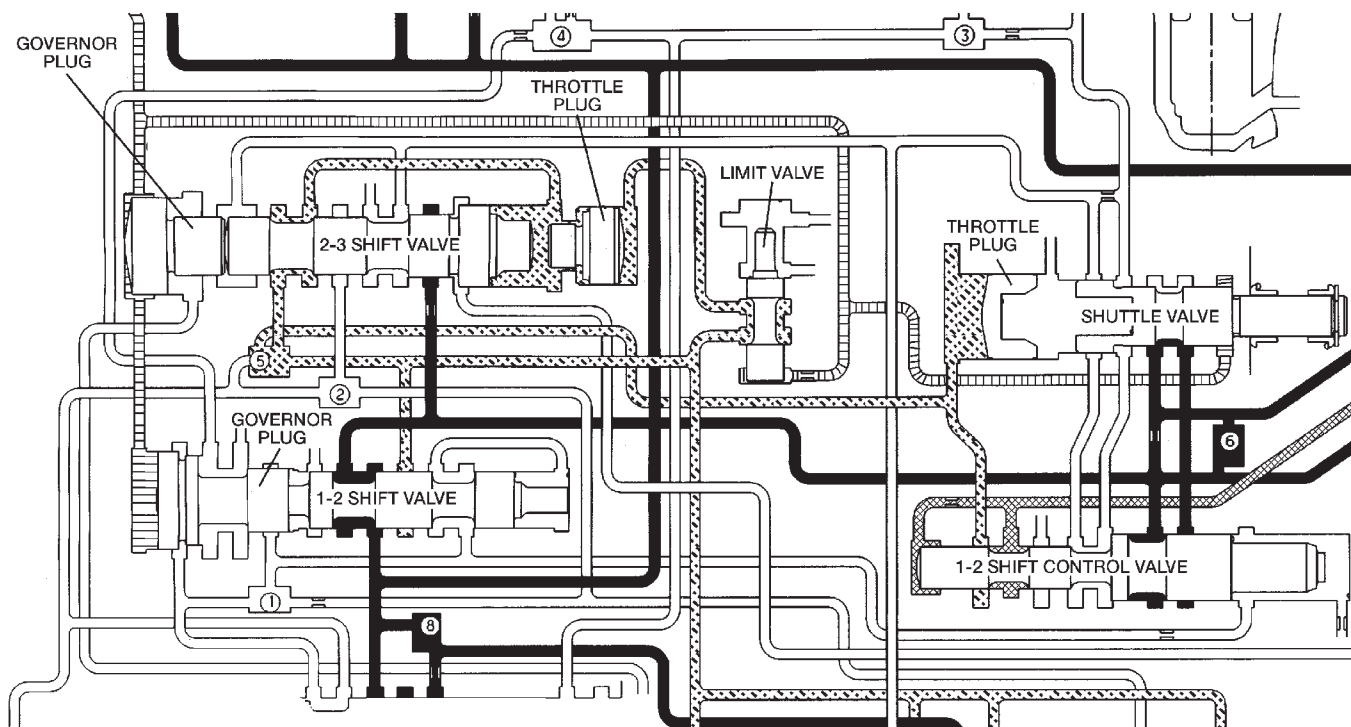 ④
③
GOVERNOR
PLUG
THROTTLE
PLUG
LIMIT VALVE
2-3 SHIFT VALVE
THROTTLE
PLUG
SHUTTLE VALVE
⑤
②
GOVERNOR
PLUG
⑥
1-2 SHIFT VALVE
1-2 SHIFT CONTROL VALVE
①
⑧